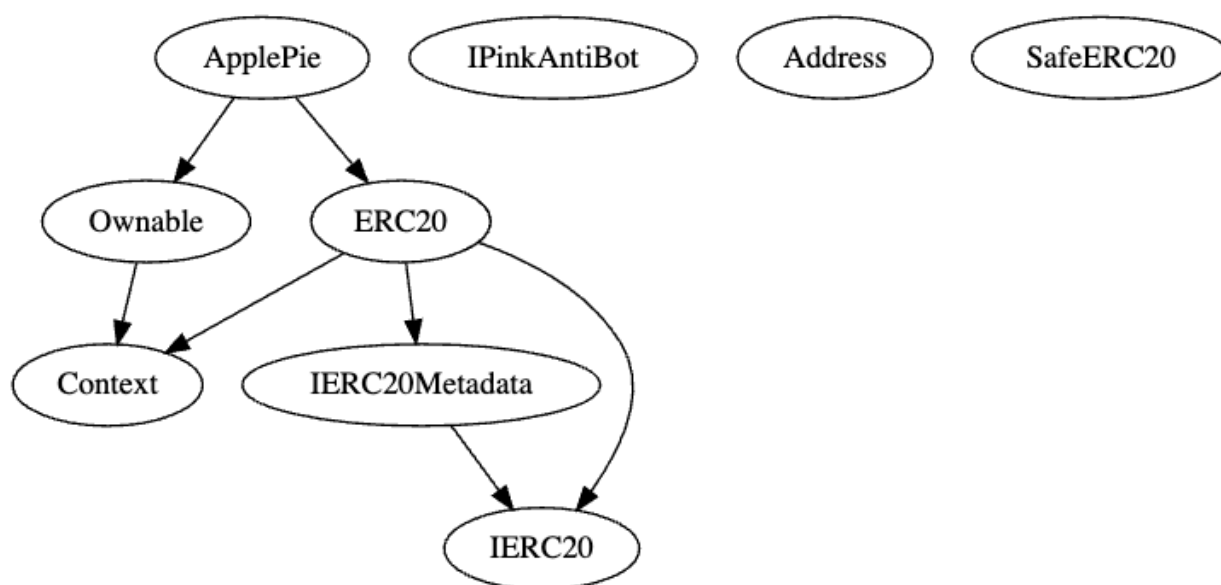 ApplePie
IPinkAntiBot
Address
SafeERC20
Ownable
ERC20
Context
IERC20Metadata
IERC20